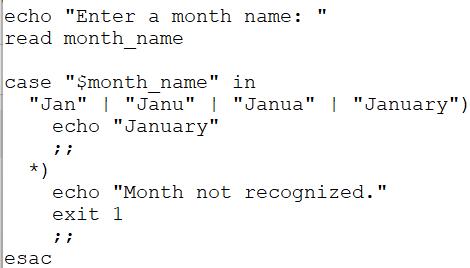 echo "Enter a month name: "
read month_name

case "$month_name" in
  "Jan" | "Janu" | "Janua" | "January")
    echo "January"
    ;;
  *)
    echo "Month not recognized."
    exit 1
    ;;
esac